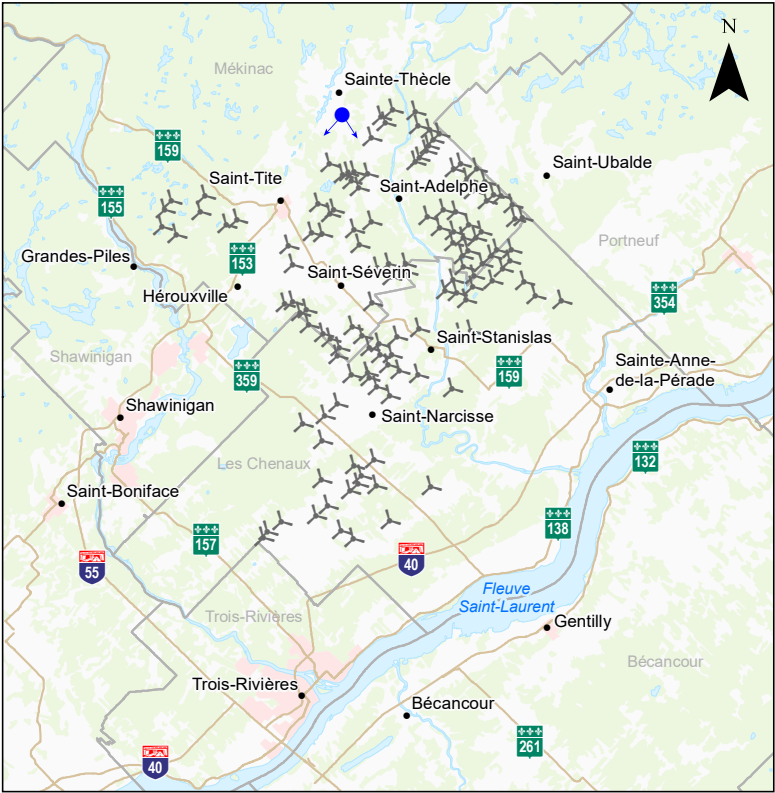 N
Mékinac
Sainte-Thècle
159
Saint-Ubalde
Saint-Tite
Saint-Adelphe
155
Portneuf
Grandes-Piles
153
Saint-Séverin
Hérouxville
354
Saint-Stanislas
Shawinigan
359
159
Sainte-Anne-
de-la-Pérade
Shawinigan
Saint-Narcisse
132
Les Chenaux
Saint-Boniface
138
157
40
55
Fleuve
Saint-Laurent
Trois-Rivières
Gentilly
Bécancour
Trois-Rivières
Bécancour
261
40